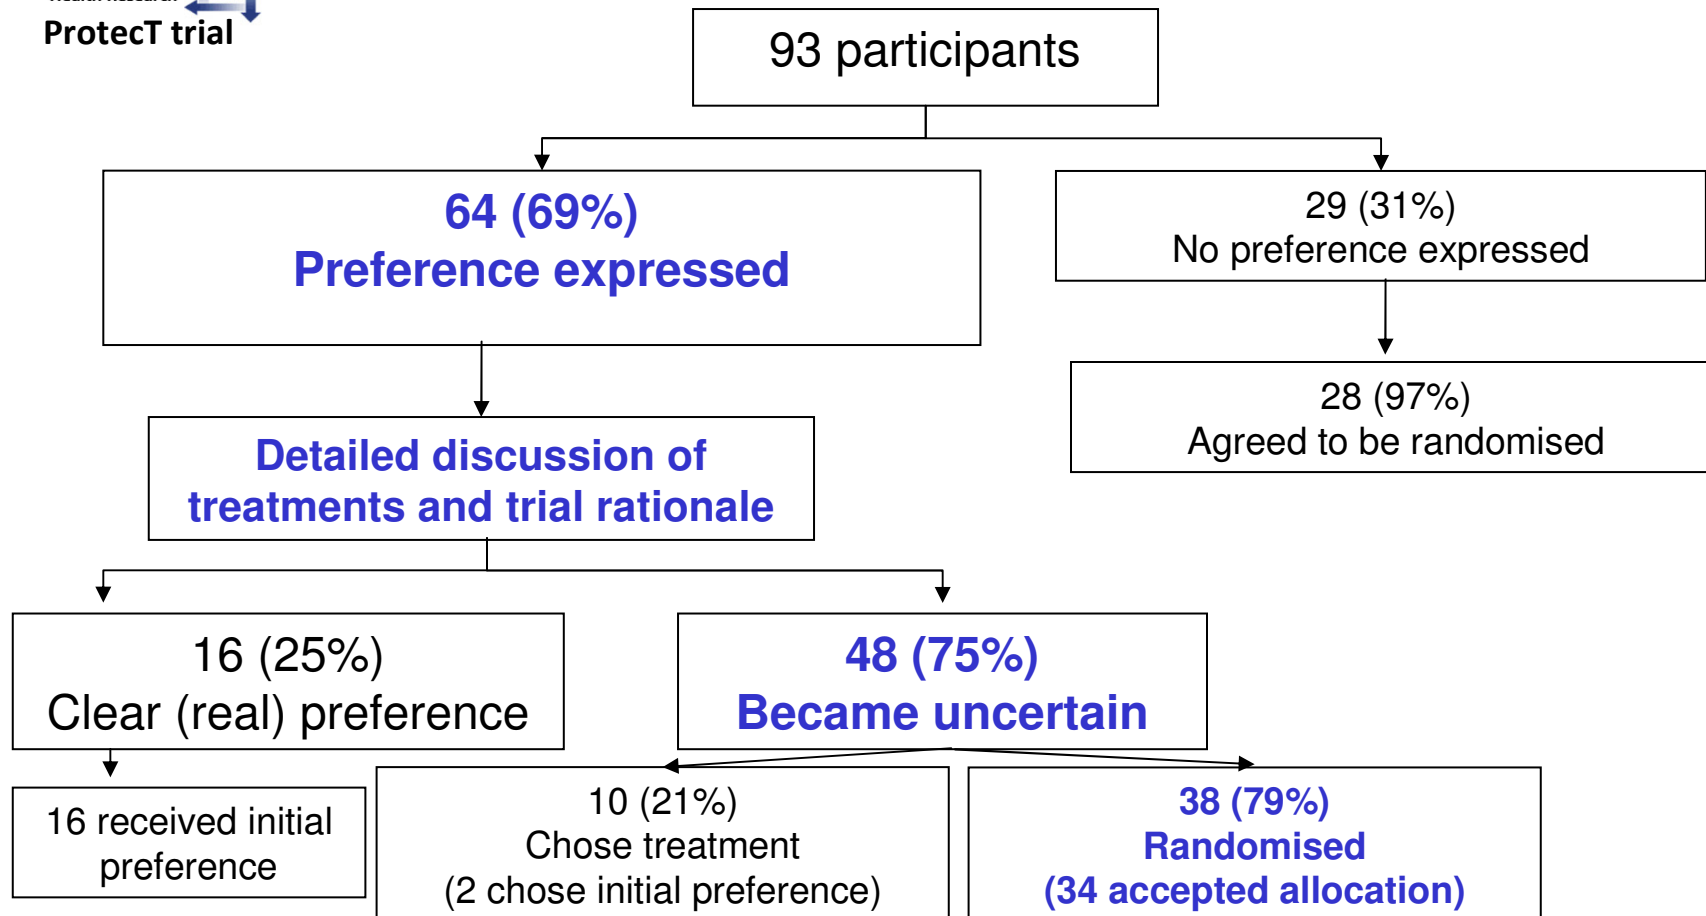 ProtecT trial
93 participants
64 (69%)
Preference expressed
29 (31%)
No preference expressed
28 (97%)
Agreed to be randomised
Detailed discussion of
treatments and trial rationale
16 (25%)
Clear (real) preference
48 (75%)
Became uncertain
16 received initial
preference
10 (21%)
Chose treatment
(2 chose initial preference)
38 (79%)
Randomised
(34 accepted allocation)